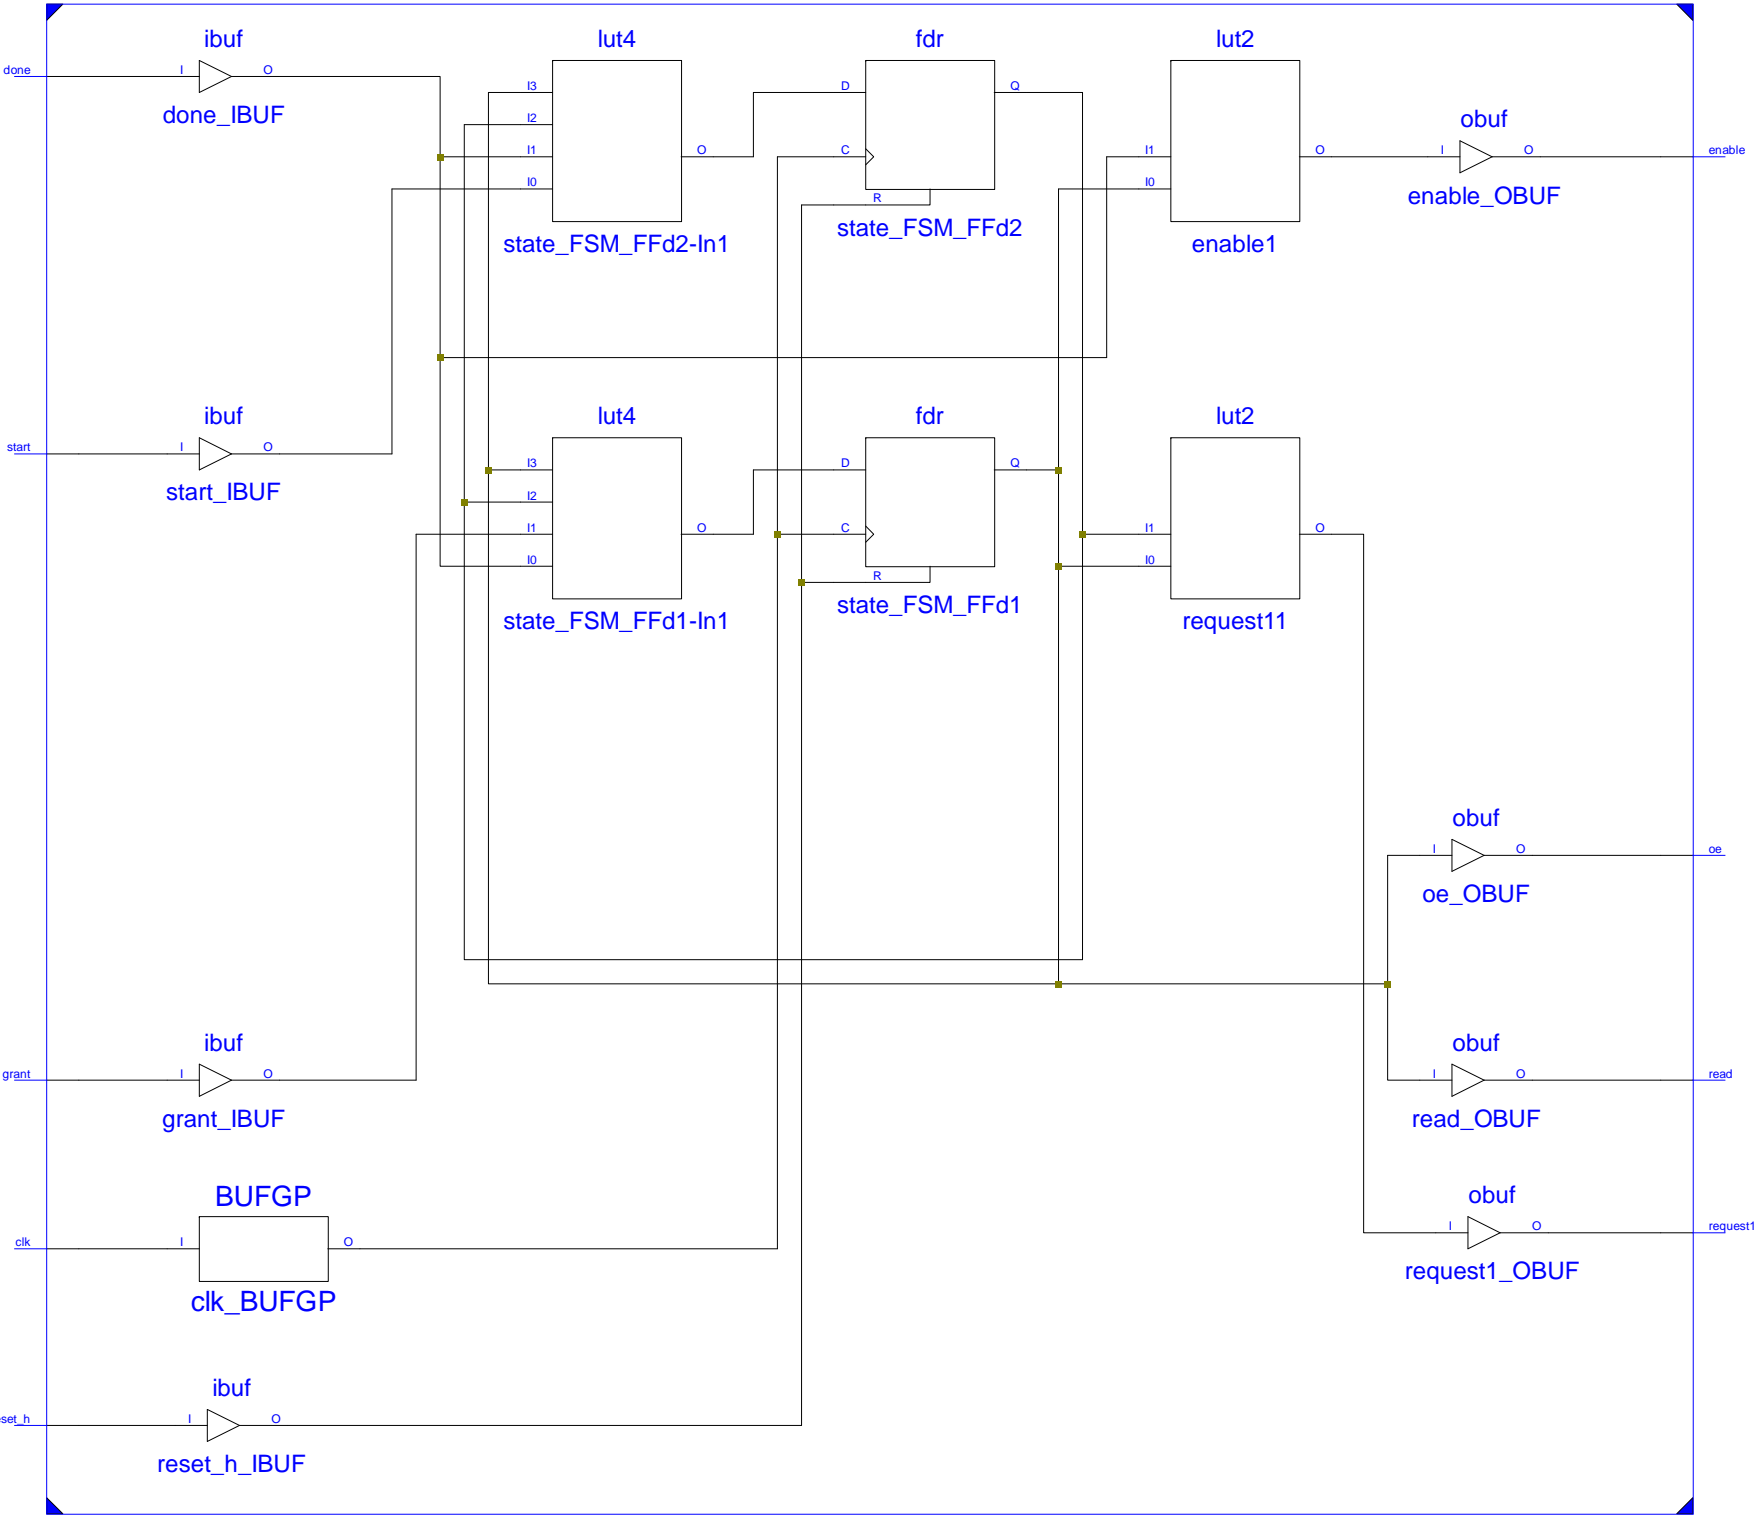 ibuf
lut4
fdr
lut2
done
I
O
done_IBUF
I3
I2
I1
I0
O
state_FSM_FFd2-In1
D
C
R
Q
state_FSM_FFd2
I1
I0
O
enable1
obuf
I
O
enable
enable_OBUF
ibuf
lut4
fdr
lut2
start
I
O
start_IBUF
I3
I2
I1
I0
O
state_FSM_FFd1-In1
D
C
R
Q
state_FSM_FFd1
I1
I0
O
request11
obuf
I
O
oe
oe_OBUF
ibuf
grant
I
O
grant_IBUF
obuf
I
O
read
read_OBUF
BUFGP
clk
I
O
clk_BUFGP
obuf
I
O
request1
request1_OBUF
ibuf
set_h
I
O
reset_h_IBUF